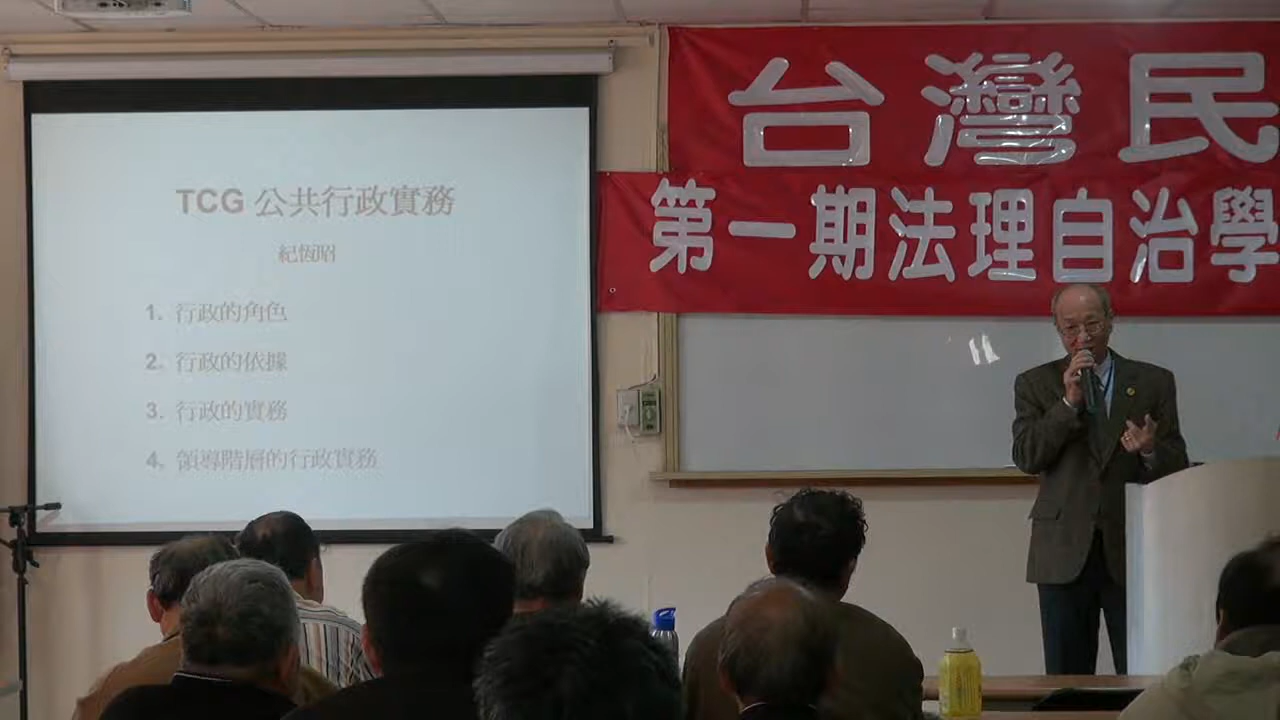 TCG 公共行政實務
紀恆昭
1. 行政的角色
2. 行政的依據
3. 行政的實務
4. 領導階層的行政實務
台灣民
第一期法理自治學